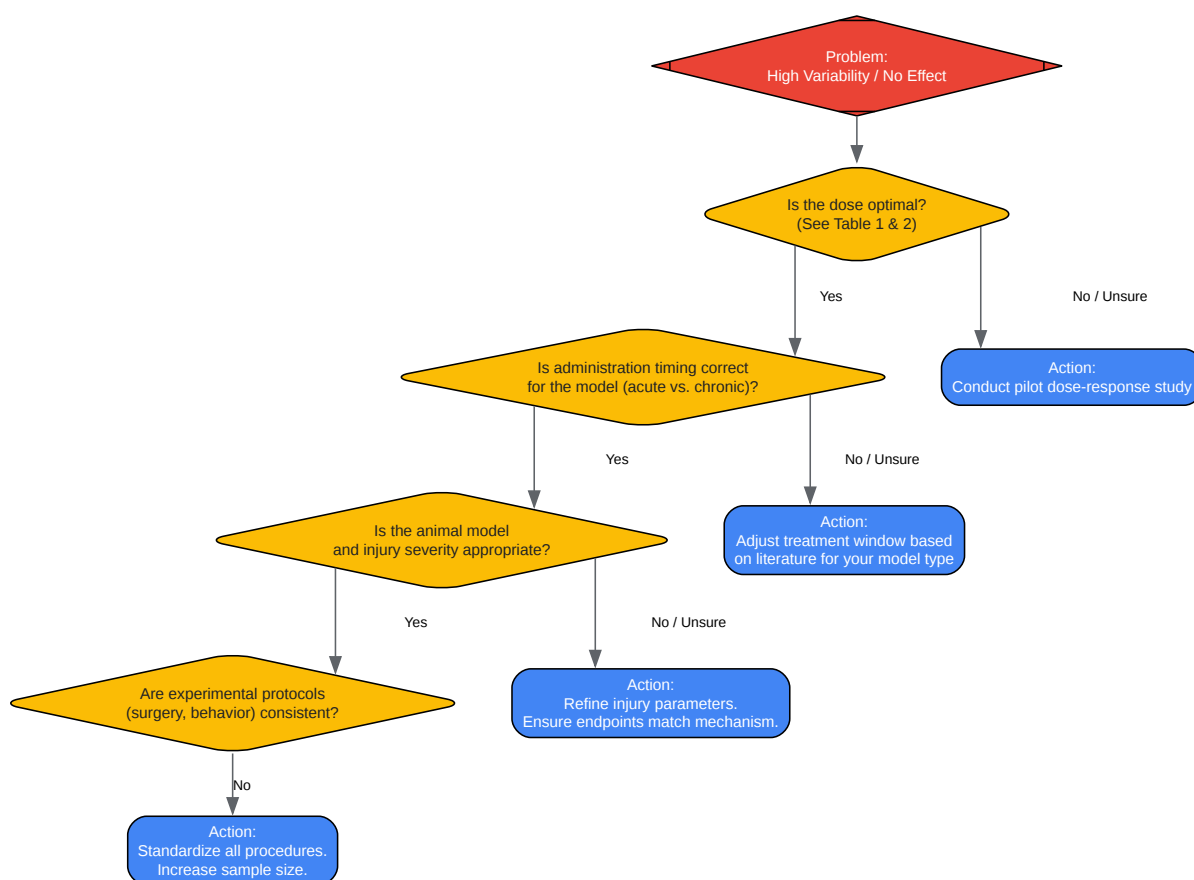 Problem:
High Variability / No Effect
Is the dose optimal?
(See Table 1 & 2)
Yes
No / Unsure
Is administration timing correct
for the model (acute vs. chronic)?
Action:
Conduct pilot dose-response study
Yes
No / Unsure
Is the animal model
and injury severity appropriate?
Action:
Adjust treatment window based
on literature for your model type
Yes
No / Unsure
Are experimental protocols
(surgery, behavior) consistent?
Action:
Refine injury parameters.
Ensure endpoints match mechanism.
No
Action:
Standardize all procedures.
Increase sample size.